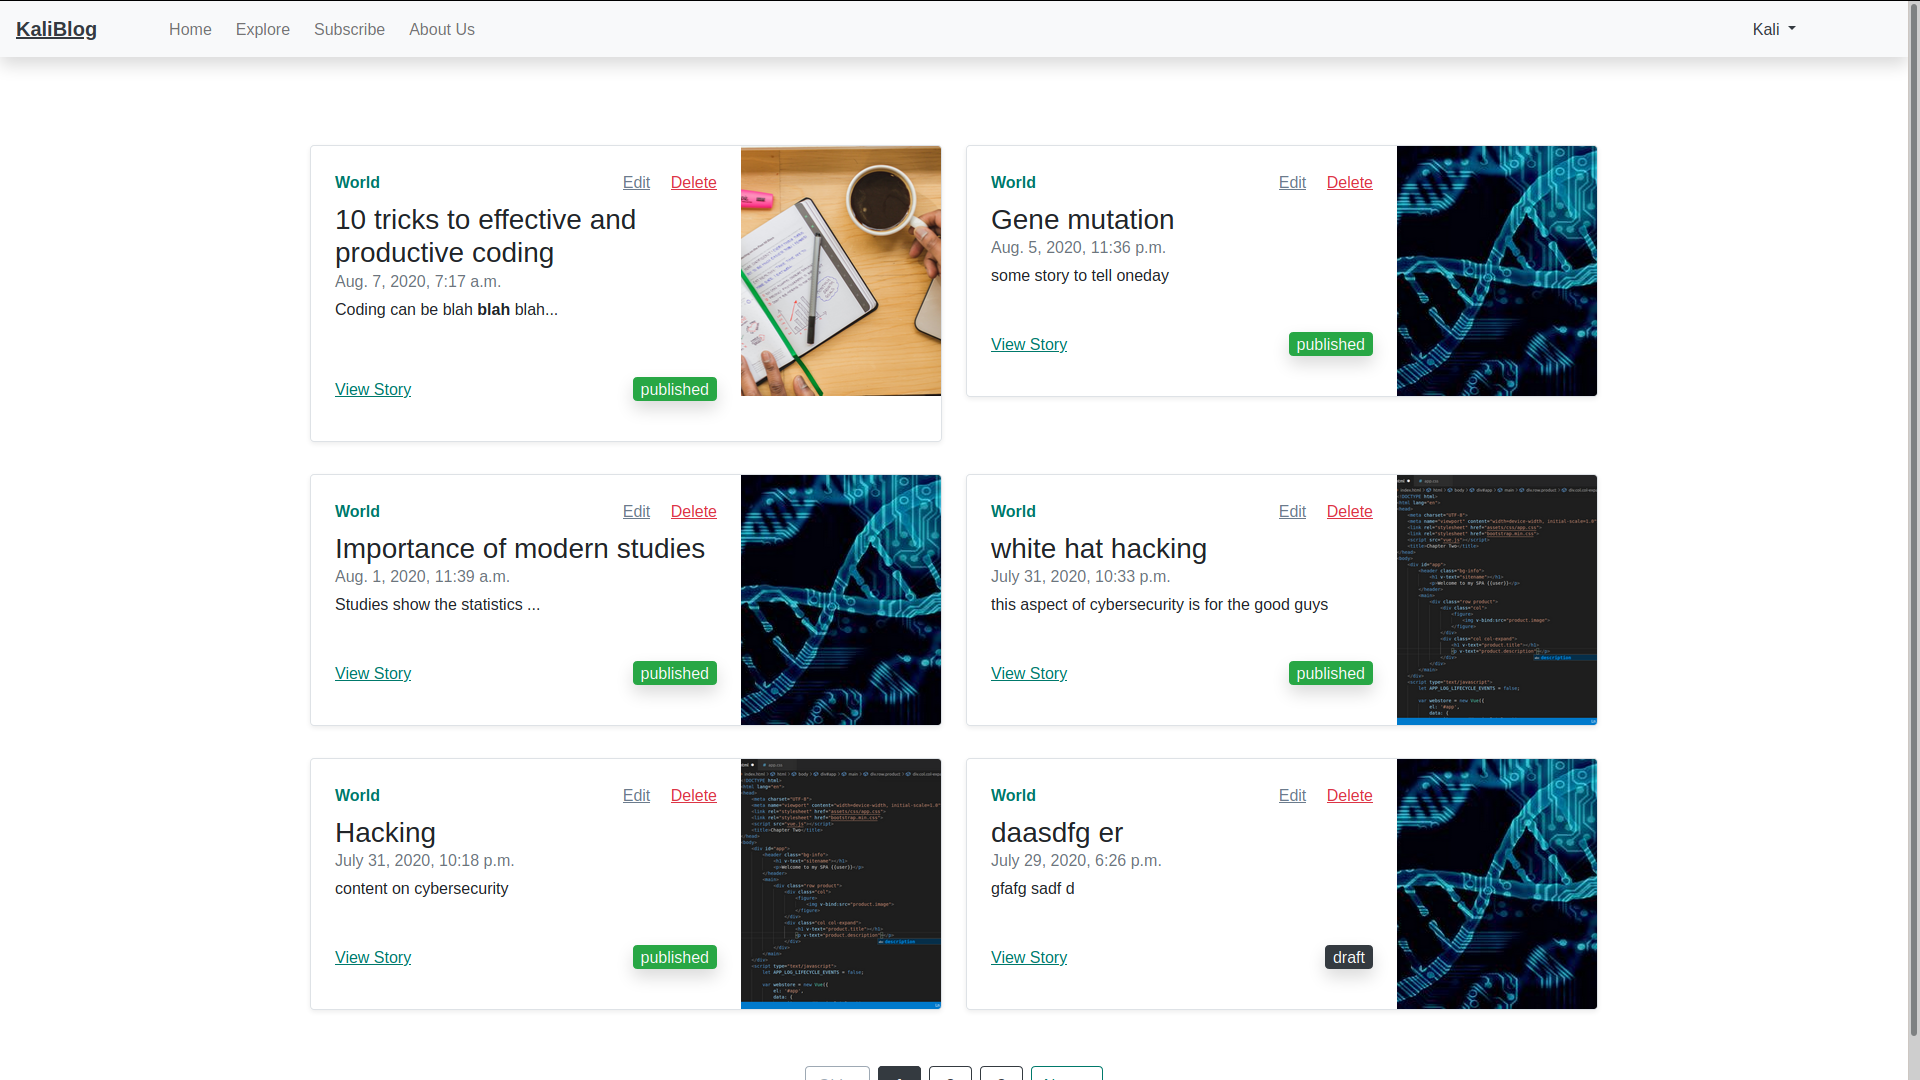 KaliBlog Home Explore Subscribe About Us Kali
World Edit Delete
10 tricks to effective and
productive coding
Aug. 7, 2020, 7:17 a.m.
Coding can be blah blah blah...
View Story published
World Edit Delete
Gene mutation
Aug. 5, 2020, 11:36 p.m.
some story to tell oneday
View Story published
World Edit Delete
Importance of modern studies
Aug. 1, 2020, 11:39 a.m.
Studies show the statistics ...
View Story published
World Edit Delete
white hat hacking
July 31, 2020, 10:33 p.m.
this aspect of cybersecurity is for the good guys
View Story published
World Edit Delete
Hacking
July 31, 2020, 10:18 p.m.
content on cybersecurity
View Story published
World Edit Delete
daasdfg er
July 29, 2020, 6:26 p.m.
gfafg sadf d
View Story draft